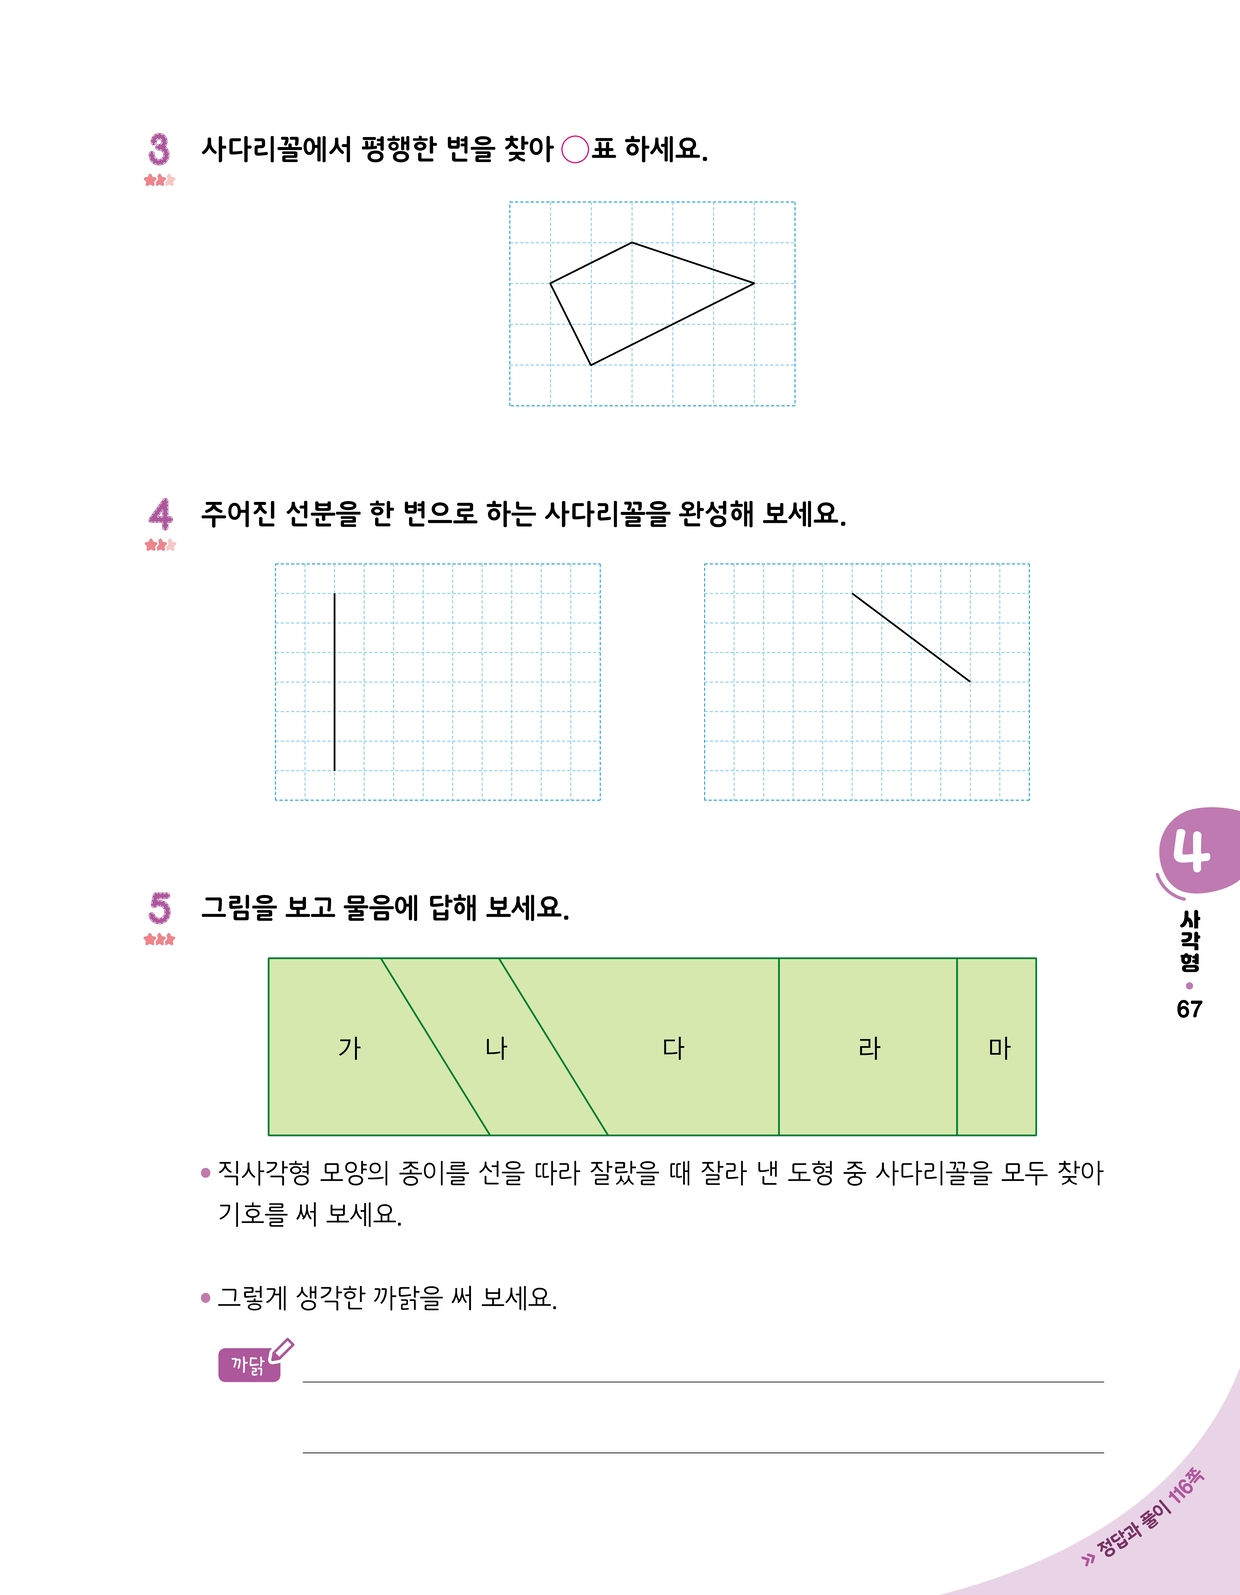 3 사다리꼴에서 평행한 변을 찾아 ○표 하세요.
4 주어진 선분을 한 변으로 하는 사다리꼴을 완성해 보세요.
5 그림을 보고 물음에 답해 보세요.
가 나 다 라 마
• 직사각형 모양의 종이를 선을 따라 잘랐을 때 잘라 낸 도형 중 사다리꼴을 모두 찾아
기호를 써 보세요.
• 그렇게 생각한 까닭을 써 보세요.
까닭
4
사각형 • 67
» 정답과 풀이 116쪽